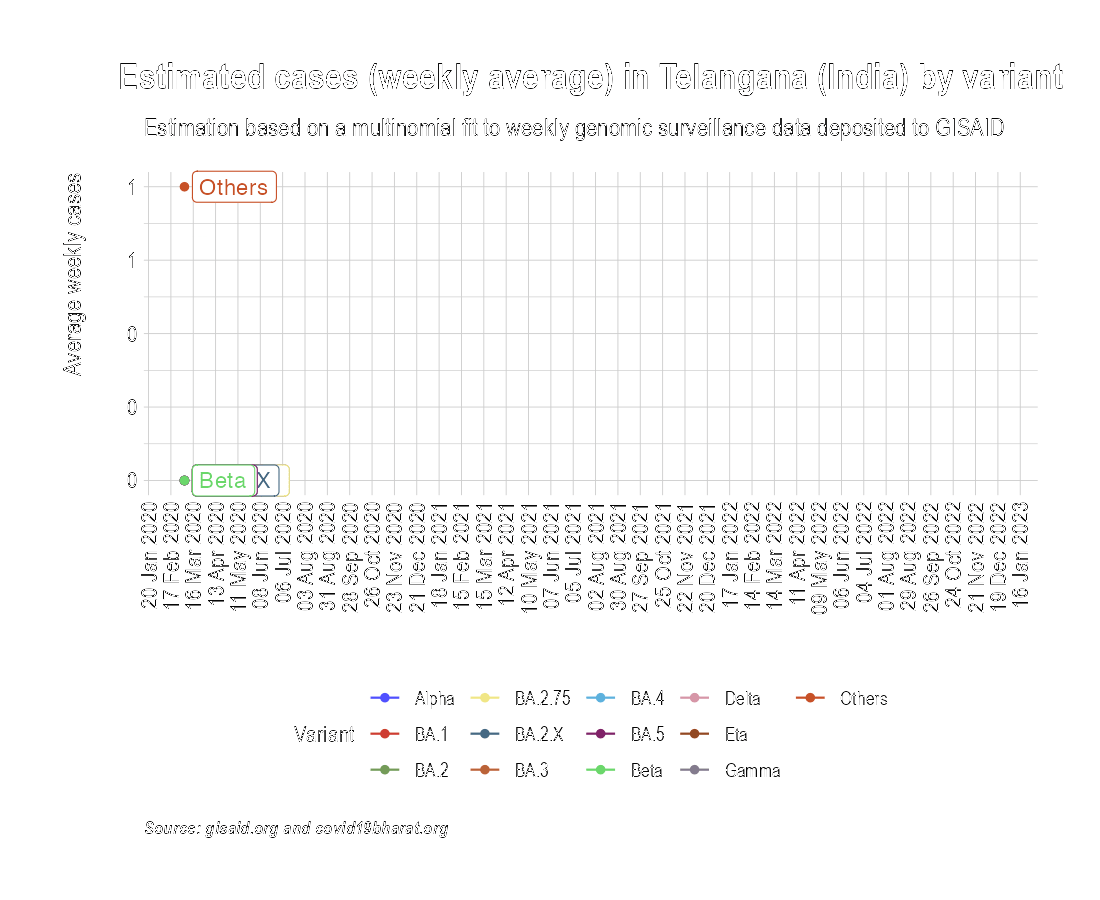 Estimated cases (weekly average) in Telangana (India) by variant
Estimation based on a multinomial fit to weekly genomic surveillance data deposited to GISAID
Average weekly cases
1
1
0
0
0
Others
Beta
X
20 Jan 2020
17 Feb 2020
16 Mar 2020
13 Apr 2020
11 May 2020
08 Jun 2020
06 Jul 2020
03 Aug 2020
31 Aug 2020
28 Sep 2020
26 Oct 2020
23 Nov 2020
21 Dec 2020
18 Jan 2021
15 Feb 2021
15 Mar 2021
12 Apr 2021
10 May 2021
07 Jun 2021
05 Jul 2021
02 Aug 2021
30 Aug 2021
27 Sep 2021
25 Oct 2021
22 Nov 2021
20 Dec 2021
17 Jan 2022
14 Feb 2022
14 Mar 2022
11 Apr 2022
09 May 2022
06 Jun 2022
04 Jul 2022
01 Aug 2022
29 Aug 2022
26 Sep 2022
24 Oct 2022
21 Nov 2022
19 Dec 2022
16 Jan 2023
Variant
Alpha
BA.1
BA.2
BA.2.75
BA.2.X
BA.3
BA.4
BA.5
Beta
Delta
Eta
Gamma
Others
Source: gisaid.org and covid19bharat.org